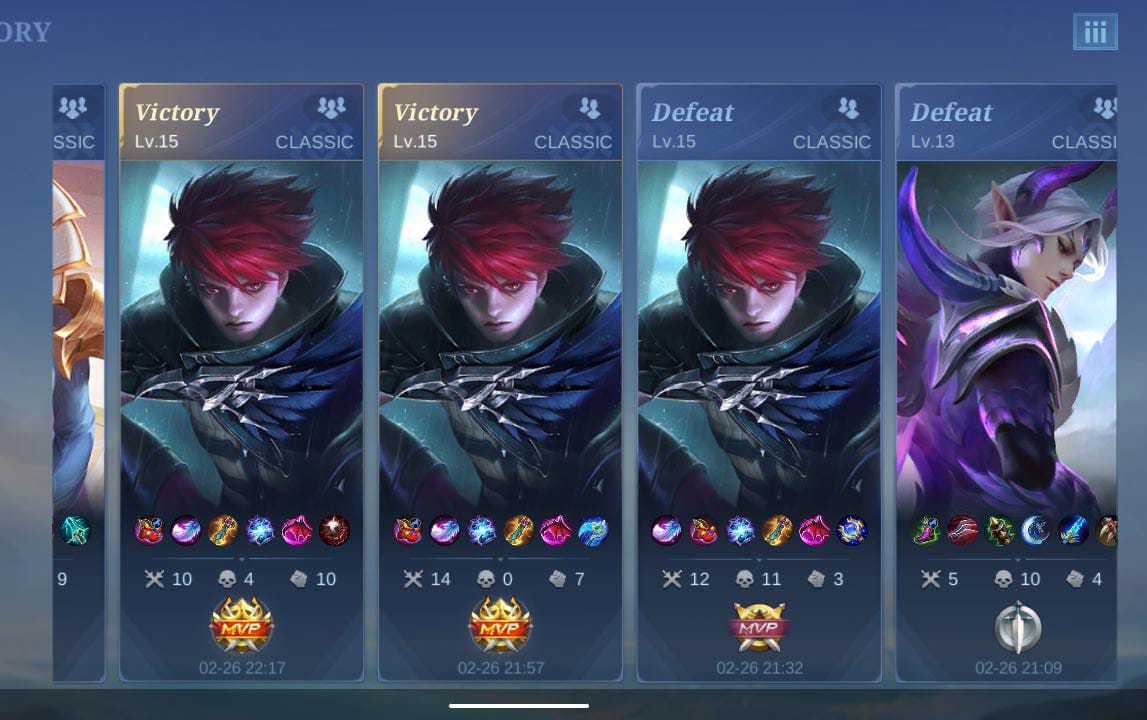 ORY
SSIC
9
Victory
Lv.15
CLASSIC
10 4 10
MVP
02-26 22:17
Victory
Lv.15
CLASSIC
14 0 7
MVP
02-26 21:57
Defeat
Lv.15
CLASSIC
12 11 3
MVP
02-26 21:32
Defeat
Lv.13
CLASSI
5 10 4
02-26 21:09